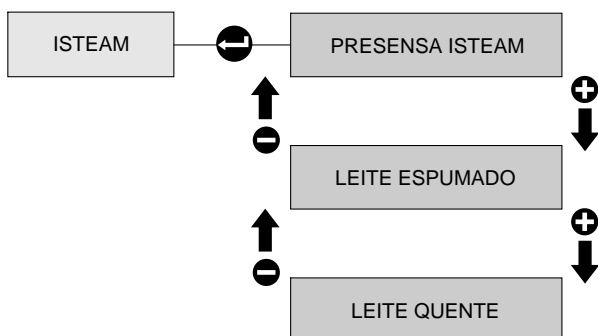 ISTEAM
PRESENSA ISTEAM
LEITE ESPUMADO
LEITE QUENTE